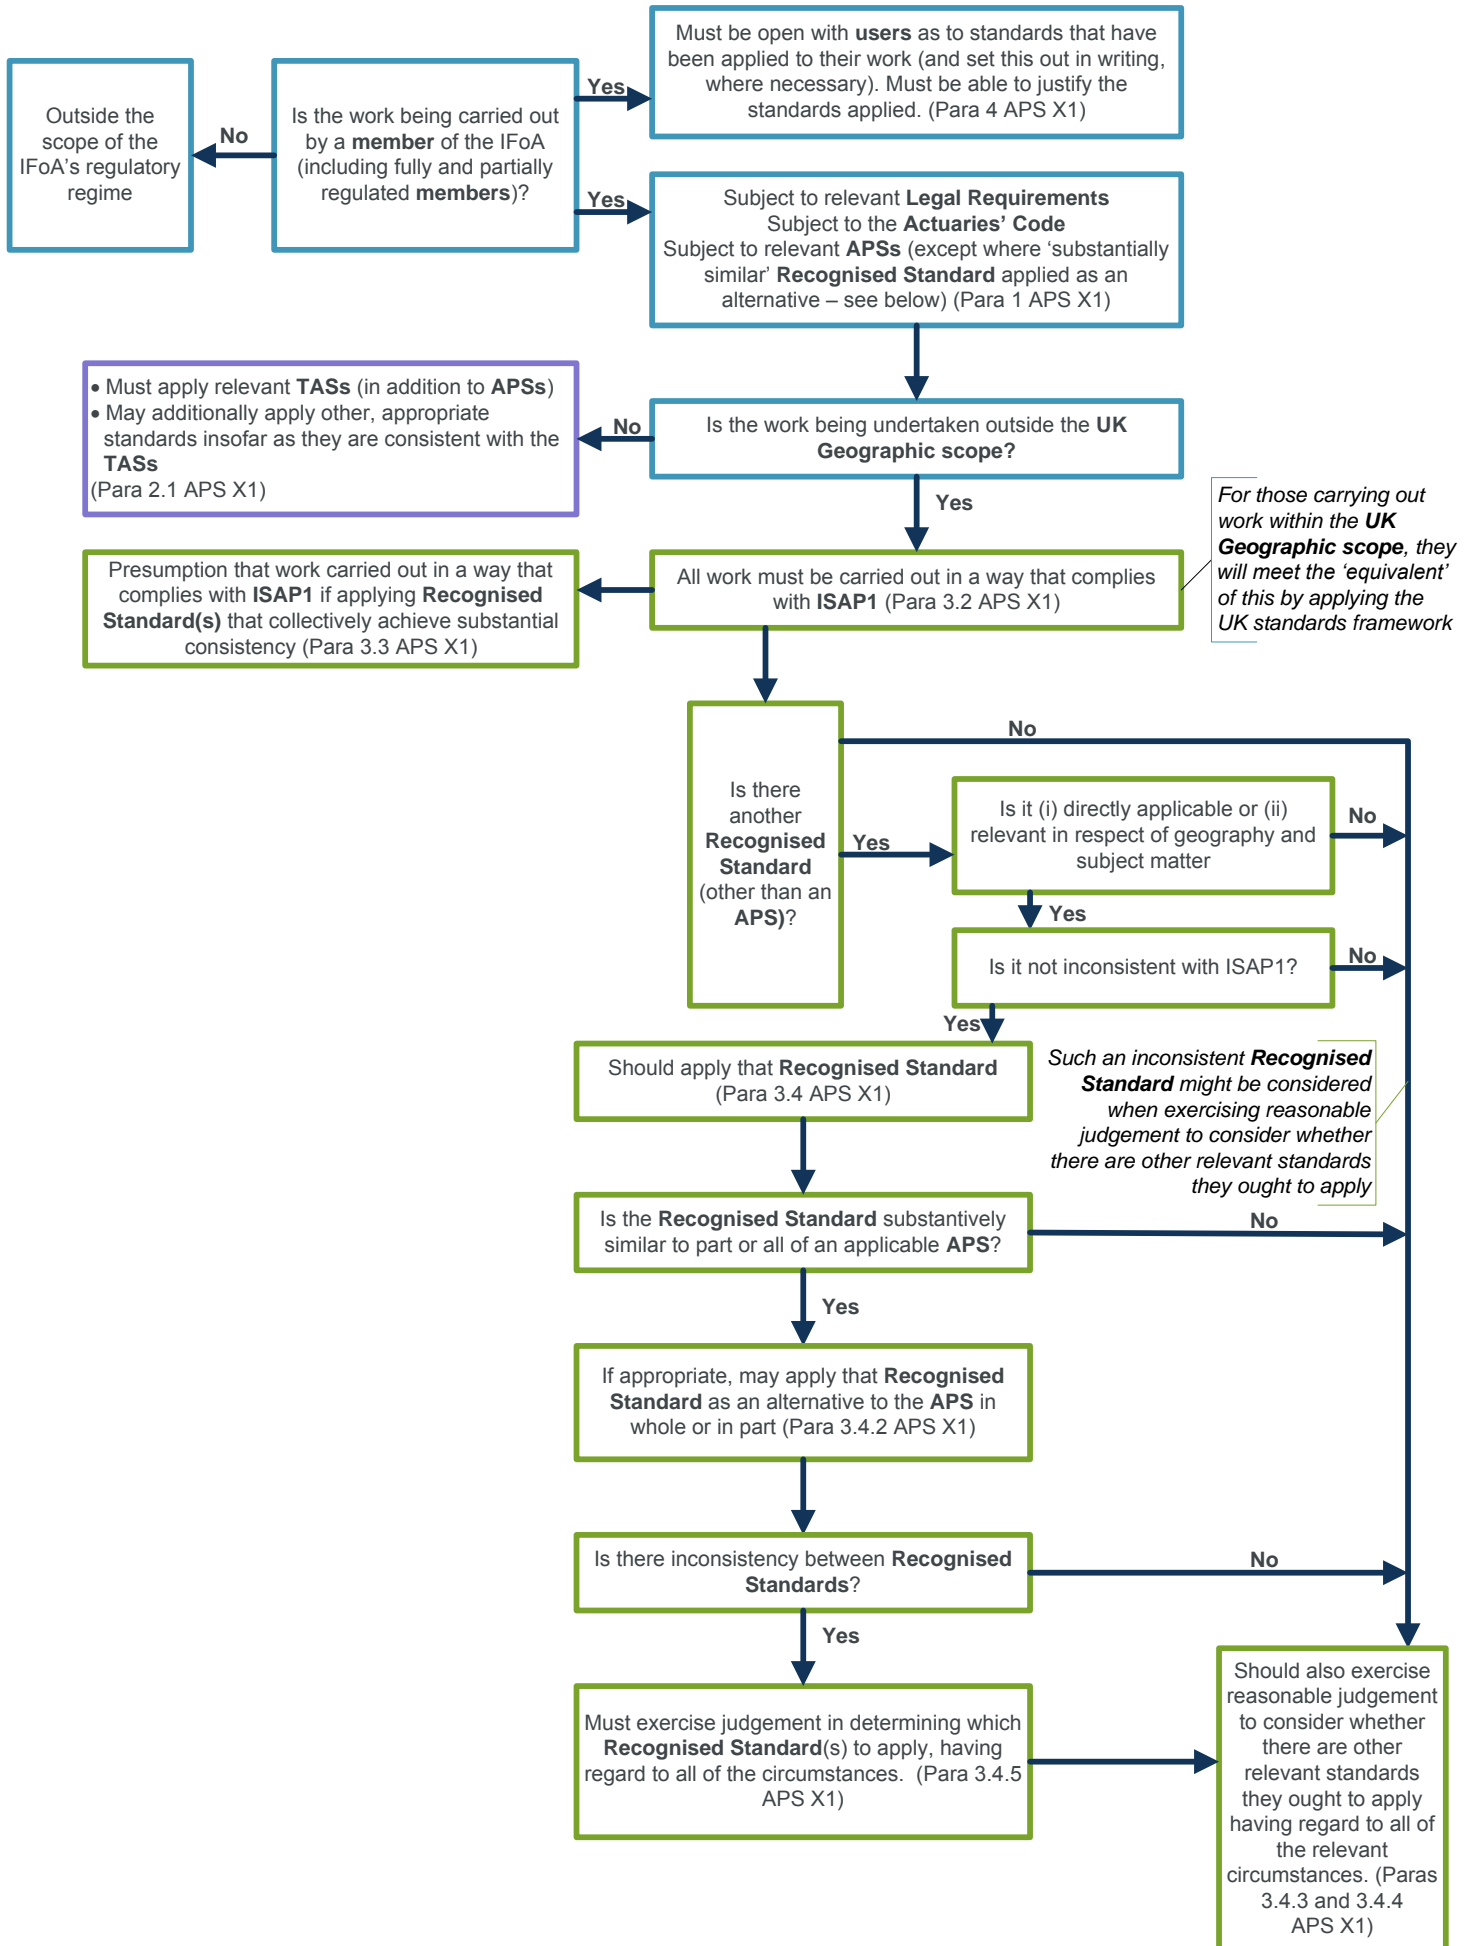 Must be open with users as to standards that have
been applied to their work (and set this out in writing,
where necessary). Must be able to justify the
standards applied. (Para 4 APS X1)
Yes
Outside the
scope of the
IFoA's regulatory
regime
No
Is the work being carried out
by a member of the IFoA
(including fully and partially
regulated members)?
Yes
Subject to relevant Legal Requirements
Subject to the Actuaries' Code
Subject to relevant APSs (except where 'substantially
similar' Recognised Standard applied as an
alternative – see below) (Para 1 APS X1)
• Must apply relevant TASs (in addition to APSs)
• May additionally apply other, appropriate
standards insofar as they are consistent with the
TASs
(Para 2.1 APS X1)
No
Is the work being undertaken outside the UK
Geographic scope?
Yes
For those carrying out
work within the UK
Geographic scope, they
will meet the 'equivalent'
of this by applying the
UK standards framework
Presumption that work carried out in a way that
complies with ISAP1 if applying Recognised
Standard(s) that collectively achieve substantial
consistency (Para 3.3 APS X1)
All work must be carried out in a way that complies
with ISAP1 (Para 3.2 APS X1)
Is there
another
Recognised
Standard
(other than an
APS)?
No
Yes
Is it (i) directly applicable or (ii)
relevant in respect of geography and
subject matter
No
Yes
Is it not inconsistent with ISAP1?
No
Yes
Should apply that Recognised Standard
(Para 3.4 APS X1)
Such an inconsistent Recognised
Standard might be considered
when exercising reasonable
judgement to consider whether
there are other relevant standards
they ought to apply
Is the Recognised Standard substantively
similar to part or all of an applicable APS?
No
Yes
If appropriate, may apply that Recognised
Standard as an alternative to the APS in
whole or in part (Para 3.4.2 APS X1)
Is there inconsistency between Recognised
Standards?
No
Yes
Must exercise judgement in determining which
Recognised Standard(s) to apply, having
regard to all of the circumstances. (Para 3.4.5
APS X1)
Should also exercise
reasonable judgement
to consider whether
there are other
relevant standards
they ought to apply
having regard to all of
the relevant
circumstances. (Paras
3.4.3 and 3.4.4
APS X1)